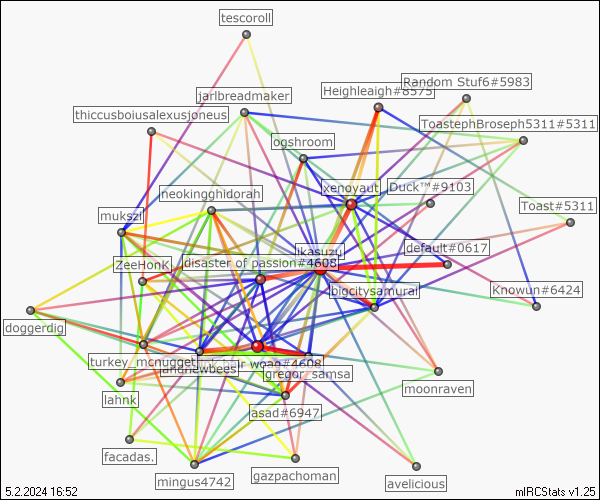 tescoroll
Random Stuf6#5983
Heighleaigh#8575
jarlbreadmaker
thiccusboiusalexusjoneus
ToastephBroseph5311#5311
ogshroom
xenoyaut
Duck™#9103
neokingghidorah
Toast#5311
mukszi
ikasuzu
default#0617
ZeeHonk
disaster of passion#4608
bigcitysamurai
Knowun#6424
doggerdig
turkey_mcnugget
woag#4608
andnewbees
gregor_samsa
moonraven
lahnk
asad#6947
facadas.
mingus4742
gazpachoman
avelicious
5.2.2024 16:52
mIRCStats v1.25